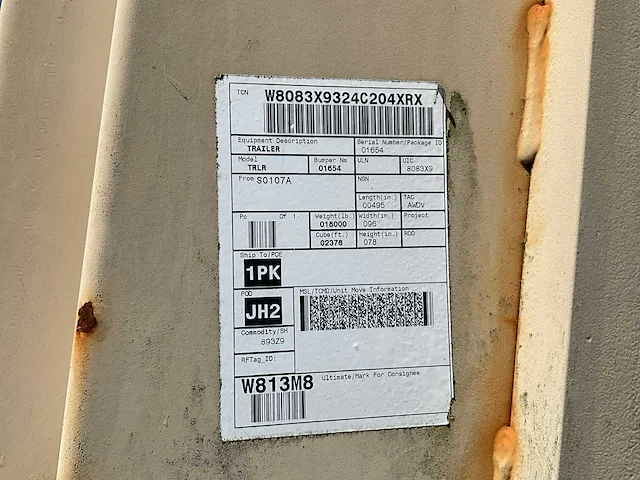 TCN W8083X9324C204XRX
Equipment Description Serial Number/Package ID
TRAILER 01654
Model Bumper Nm ULN UIC
TRLR 01654 8083X9
From S0107A NSN
Length(in.) TAC
00495 AWDV
Pc Of 1 Weight(lb.) Width(in.) Project
018000 096
Cube(ft.) Height(in.) RDD
02378 078
Ship To/POE
1PK
POD MSL/TCMD/Unit Move Information
JH2
Commodity/SH
893Z9
RFTag ID:
W813M8 Ultimate/Mark For Consignee